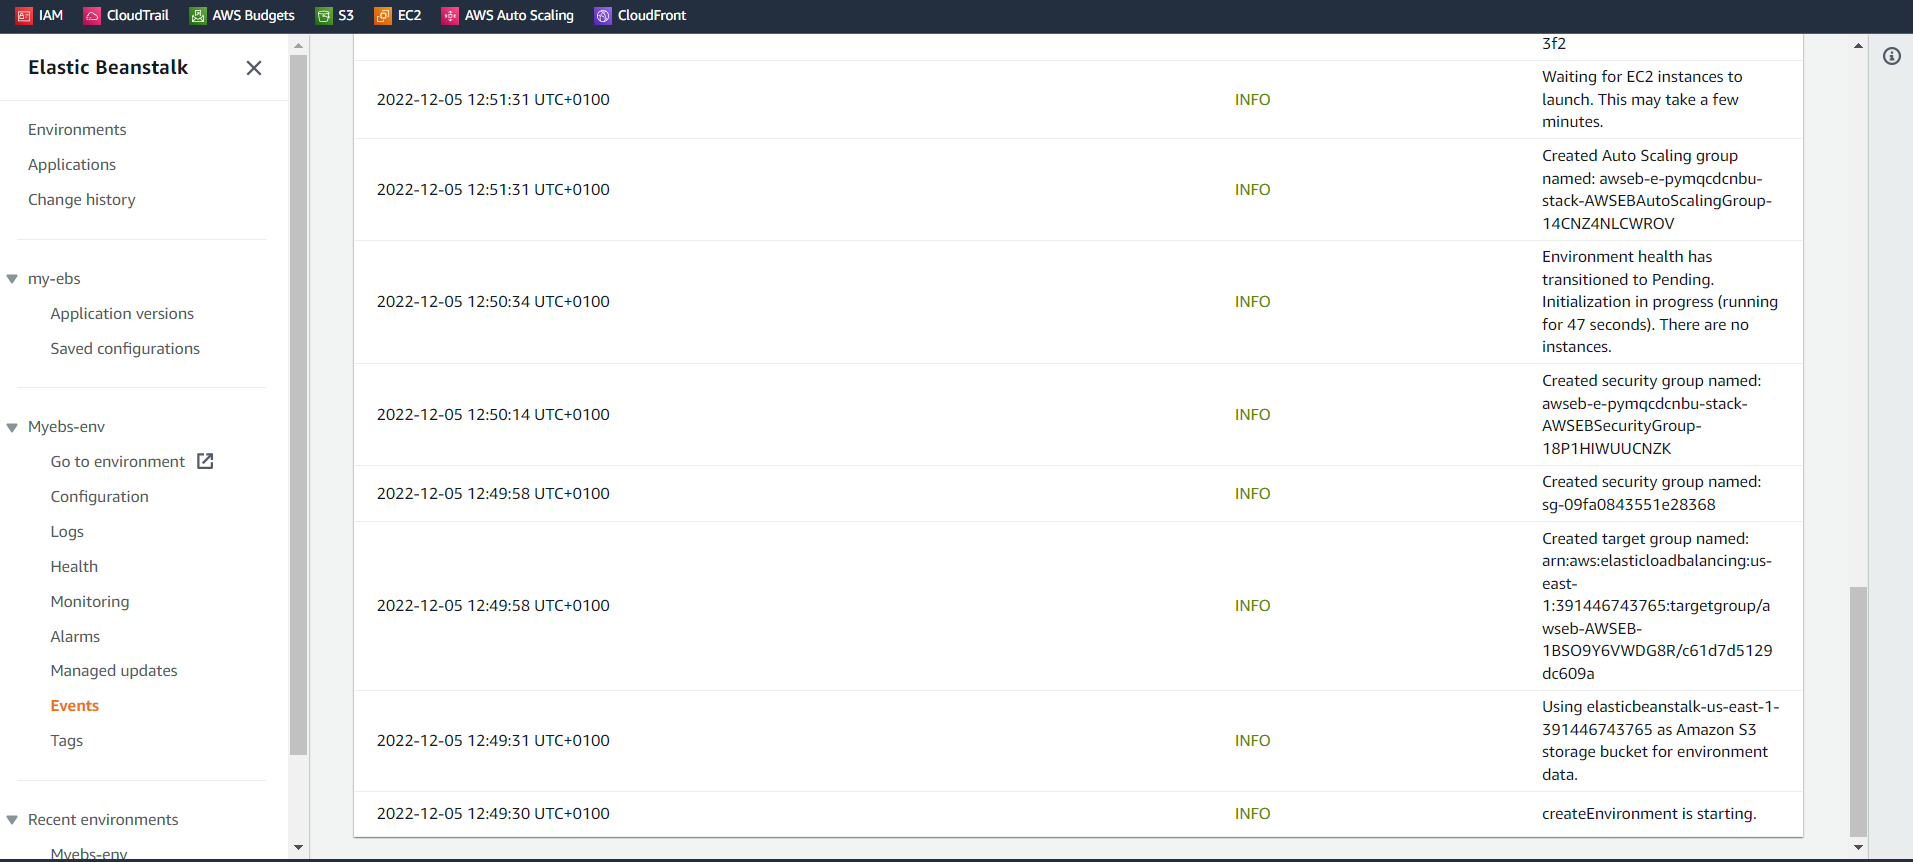 IAM CloudTrail AWS Budgets S3 EC2 AWS Auto Scaling CloudFront
Elastic Beanstalk
Environments
Applications
Change history
my-ebs
Application versions
Saved configurations
Myebs-env
Go to environment
Configuration
Logs
Health
Monitoring
Alarms
Managed updates
Events
Tags
Recent environments
Myebs-env
3f2
2022-12-05 12:51:31 UTC+0100
INFO
Waiting for EC2 instances to
launch. This may take a few
minutes.
2022-12-05 12:51:31 UTC+0100
INFO
Created Auto Scaling group
named: awseb-e-pymqcdcnbu-
stack-AWSEBAutoScalingGroup-
14CNZ4NLCWROV
2022-12-05 12:50:34 UTC+0100
INFO
Environment health has
transitioned to Pending.
Initialization in progress (running
for 47 seconds). There are no
instances.
2022-12-05 12:50:14 UTC+0100
INFO
Created security group named:
awseb-e-pymqcdcnbu-stack-
AWSEBSecurityGroup-
18P1HIWUUCNZK
2022-12-05 12:49:58 UTC+0100
INFO
Created security group named:
sg-09fa0843551e28368
2022-12-05 12:49:58 UTC+0100
INFO
Created target group named:
arn:aws:elasticloadbalancing:us-
east-
1:391446743765:targetgroup/a
wseb-AWSEB-
1BSO9Y6VWDG8R/c61d7d5129
dc609a
2022-12-05 12:49:31 UTC+0100
INFO
Using elasticbeanstalk-us-east-1-
391446743765 as Amazon S3
storage bucket for environment
data.
2022-12-05 12:49:30 UTC+0100
INFO
createEnvironment is starting.